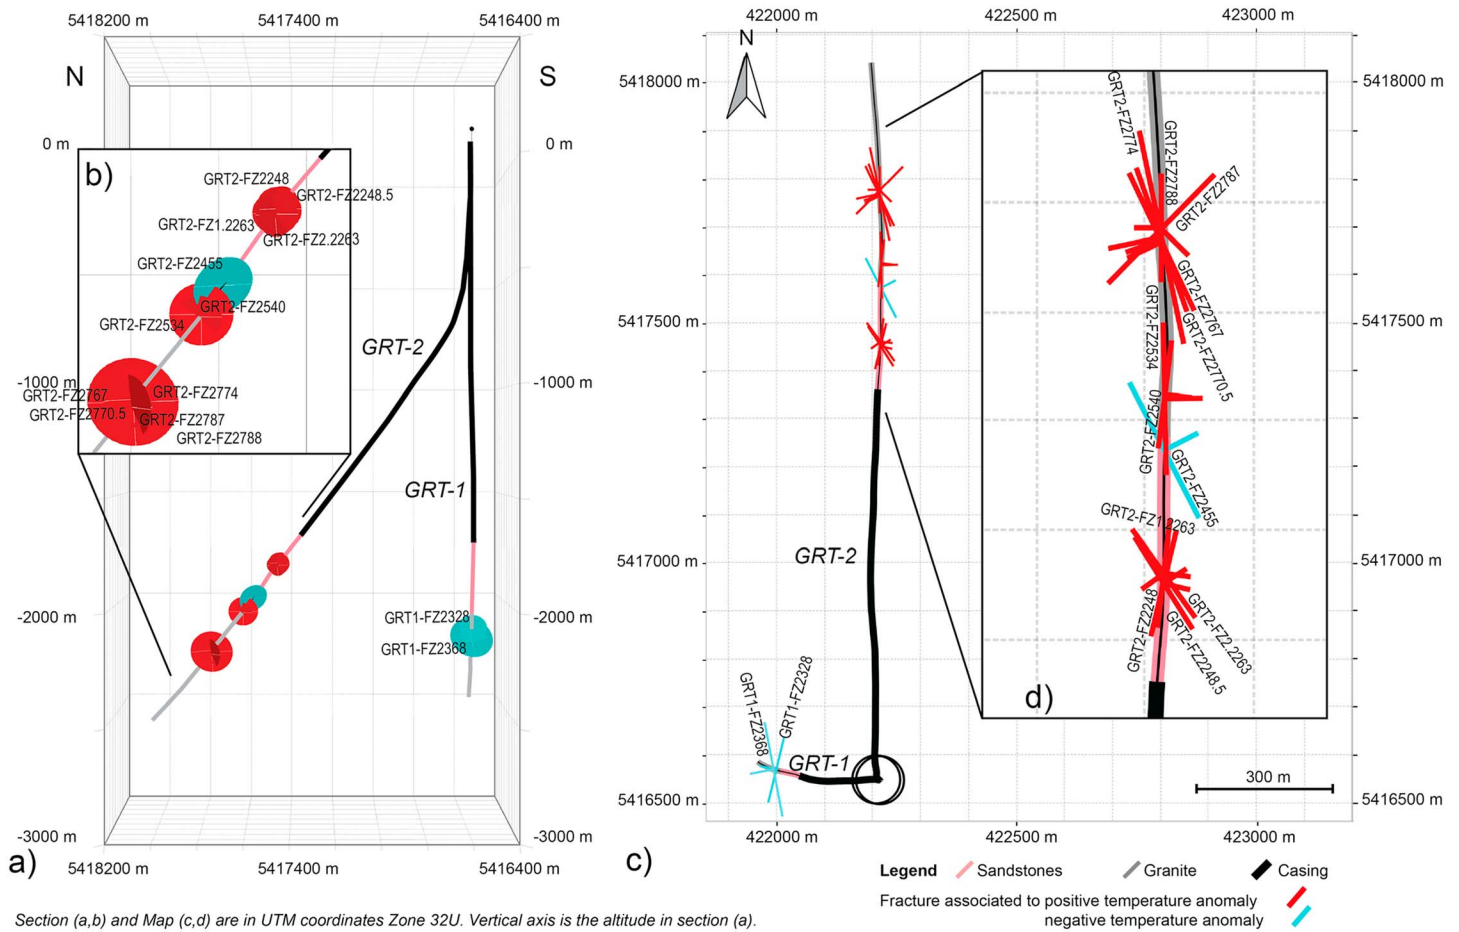 5418200 m
5417400 m
5416400 m
N
S
0 m
0 m
b)
GRT2-FZ2248
GRT2-FZ2248.5
GRT2-FZ1.2263
GRT2-FZ2.2263
GRT2-FZ2455
GRT2-FZ2540
GRT2-FZ2534
GRT2-FZ2767
GRT2-FZ2774
GRT2-FZ2770.5
GRT2-FZ2787
GRT2-FZ2788
-1000 m
-1000 m
GRT-2
GRT-1
GRT1-FZ2328
GRT1-FZ2368
-2000 m
-2000 m
-3000 m
-3000 m
5418200 m
5417400 m
5416400 m
a)
422000 m
422500 m
423000 m
N
5418000 m
5418000 m
5417500 m
5417500 m
5417000 m
5417000 m
5416500 m
5416500 m
GRT-2
GRT1-FZ2368
GRT1-FZ2328
GRT-1
GRT2-FZ2774
GRT2-FZ2788
GRT2-FZ2787
GRT2-FZ2767
GRT2-FZ2770.5
GRT2-FZ2534
GRT2-FZ2540
GRT2-FZ2455
GRT2-FZ1.2263
GRT2-FZ2248
GRT2-FZ2.2263
GRT2-FZ2248.5
d)
300 m
422000 m
422500 m
423000 m
c)
Legend
Sandstones
Granite
Casing
Fracture associated to positive temperature anomaly
negative temperature anomaly
Section (a,b) and Map (c,d) are in UTM coordinates Zone 32U. Vertical axis is the altitude in section (a).